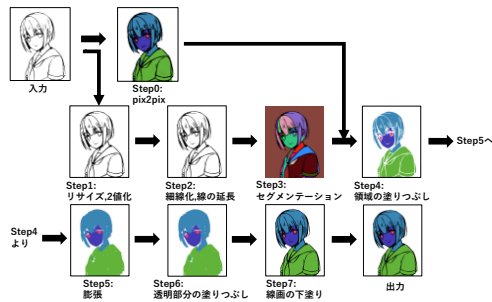 入力
Step0:
pix2pix
Step1:
リサイズ,2値化
Step2:
細線化,線の延長
Step3:
セグメンテーション
Step4:
領域の塗りつぶし
Step5へ
Step4
より
Step5:
膨張
Step6:
透明部分の塗りつぶし
Step7:
線画の下塗り
出力